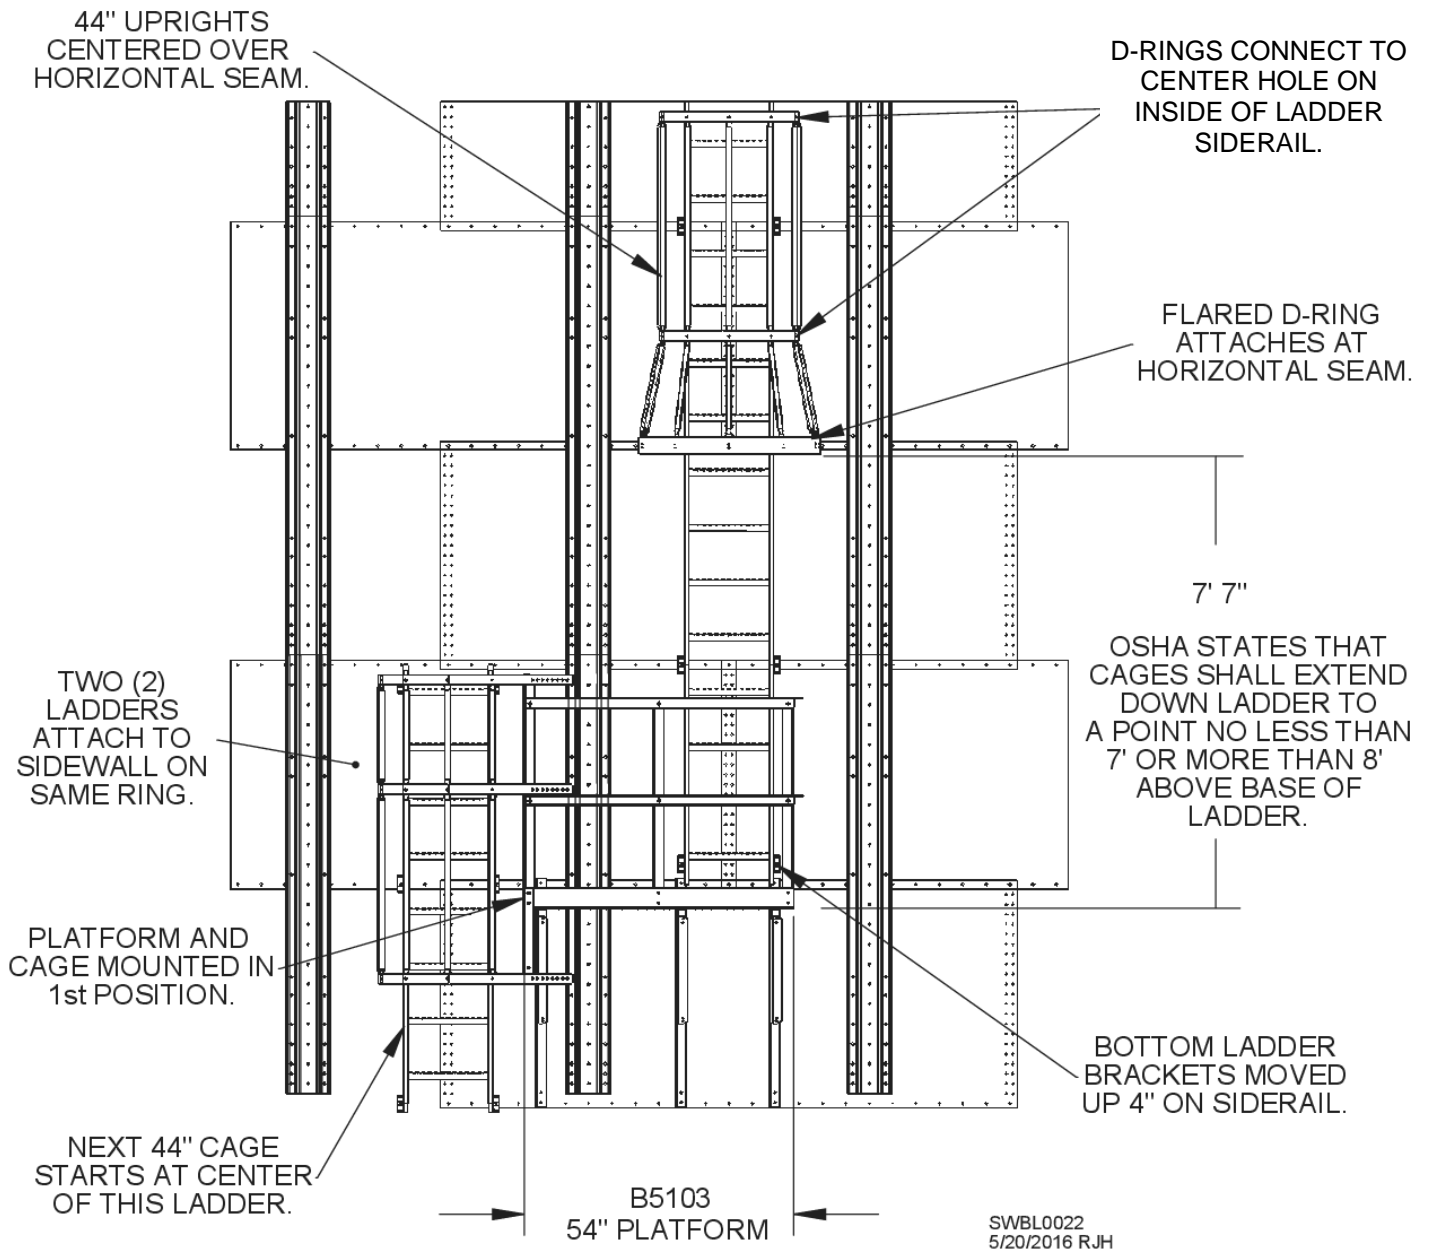 44" UPRIGHTS
CENTERED OVER
HORIZONTAL SEAM.
D-RINGS CONNECT TO
CENTER HOLE ON
INSIDE OF LADDER
SIDERAIL.
FLARED D-RING
ATTACHES AT
HORIZONTAL SEAM.
7' 7"
OSHA STATES THAT
CAGES SHALL EXTEND
DOWN LADDER TO
A POINT NO LESS THAN
7' OR MORE THAN 8'
ABOVE BASE OF
LADDER.
TWO (2)
LADDERS
ATTACH TO
SIDEWALL ON
SAME RING.
PLATFORM AND
CAGE MOUNTED IN
1st POSITION.
BOTTOM LADDER
BRACKETS MOVED
UP 4" ON SIDERAIL.
NEXT 44" CAGE
STARTS AT CENTER
OF THIS LADDER.
B5103
54" PLATFORM
SWBL0022
5/20/2016 RJH